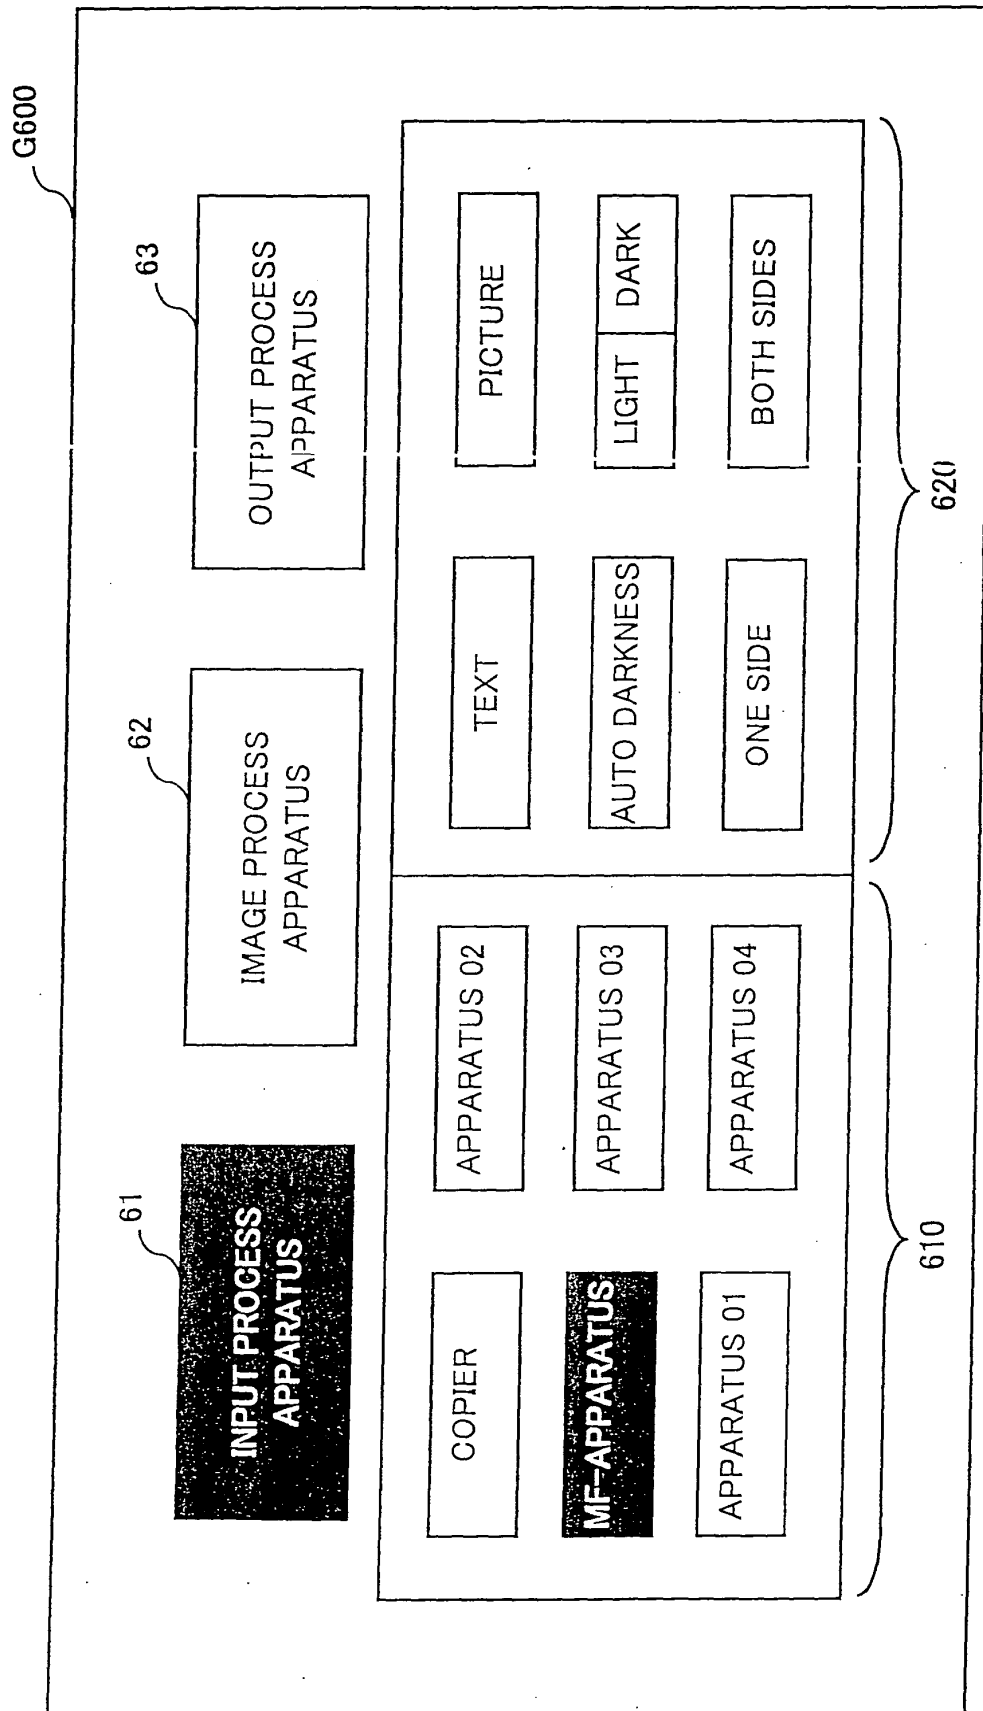 G600
61
62
63
INPUT PROCESS
APPARATUS
IMAGE PROCESS
APPARATUS
OUTPUT PROCESS
APPARATUS
COPIER
APPARATUS 02
TEXT
PICTURE
MF-APPARATUS
APPARATUS 03
AUTO DARKNESS
LIGHT
DARK
APPARATUS 01
APPARATUS 04
ONE SIDE
BOTH SIDES
610
620